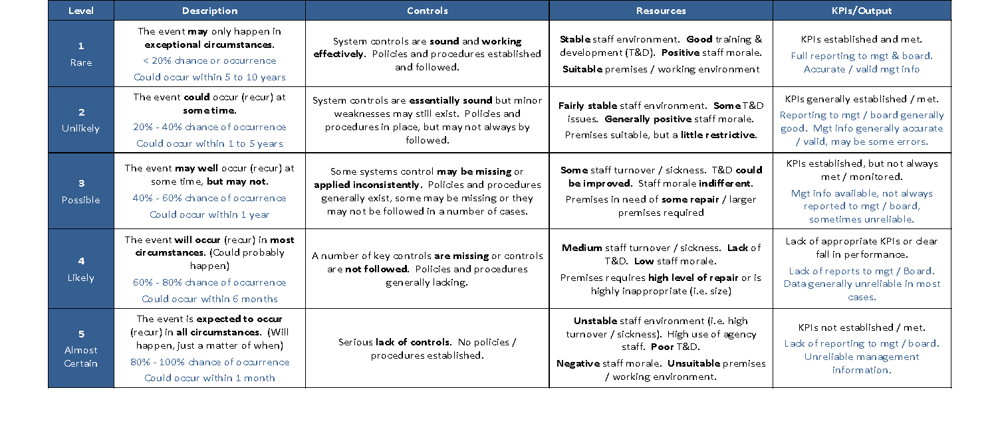 Level
Description
Controls
Resources
KPIs/Output
1
Rare
The event may only happen in
exceptional circumstances.
< 20% chance or occurrence
Could occur within 5 to 10 years
System controls are sound and working
effectively. Policies and procedures established
and followed.
Stable staff environment. Good training &
development (T&D). Positive staff morale.
Suitable premises / working environment
KPIs established and met.
Full reporting to mgt & board.
Accurate / valid mgt info
2
Unlikely
The event could occur (recur) at
some time.
20% - 40% chance of occurrence
Could occur within 1 to 5 years
System controls are essentially sound but minor
weaknesses may still exist. Policies and
procedures in place, but may not always by
followed.
Fairly stable staff environment. Some T&D
issues. Generally positive staff morale.
Premises suitable, but a little restrictive.
KPIs generally established / met.
Reporting to mgt / board generally
good. Mgt info generally accurate
/ valid, may be some errors.
3
Possible
The event may well occur (recur) at
some time, but may not.
40% - 60% chance of occurrence
Could occur within 1 year
Some systems control may be missing or
applied inconsistently. Policies and procedures
generally exist, some may be missing or they
may not be followed in a number of cases.
Some staff turnover / sickness. T&D could
be improved. Staff morale indifferent.
Premises in need of some repair / larger
premises required
KPIs established, but not always
met / monitored.
Mgt info available, not always
reported to mgt / board,
sometimes unreliable.
4
Likely
The event will occur (recur) in most
circumstances. (Could probably
happen)
60% - 80% chance of occurrence
Could occur within 6 months
A number of key controls are missing or controls
are not followed. Policies and procedures
generally lacking.
Medium staff turnover / sickness. Lack of
T&D. Low staff morale.
Premises requires high level of repair or is
highly inappropriate (i.e. size)
Lack of appropriate KPIs or clear
fall in performance.
Lack of reports to mgt / Board.
Data generally unreliable in most
cases.
5
Almost
Certain
The event is expected to occur
(recur) in all circumstances. (Will
happen, just a matter of when)
80% - 100% chance of occurrence
Could occur within 1 month
Serious lack of controls. No policies /
procedures established.
Unstable staff environment (i.e. high
turnover / sickness). High use of agency
staff. Poor T&D.
Negative staff morale. Unsuitable premises
/ working environment.
KPIs not established / met.
Lack of reporting to mgt / board.
Unreliable management
information.